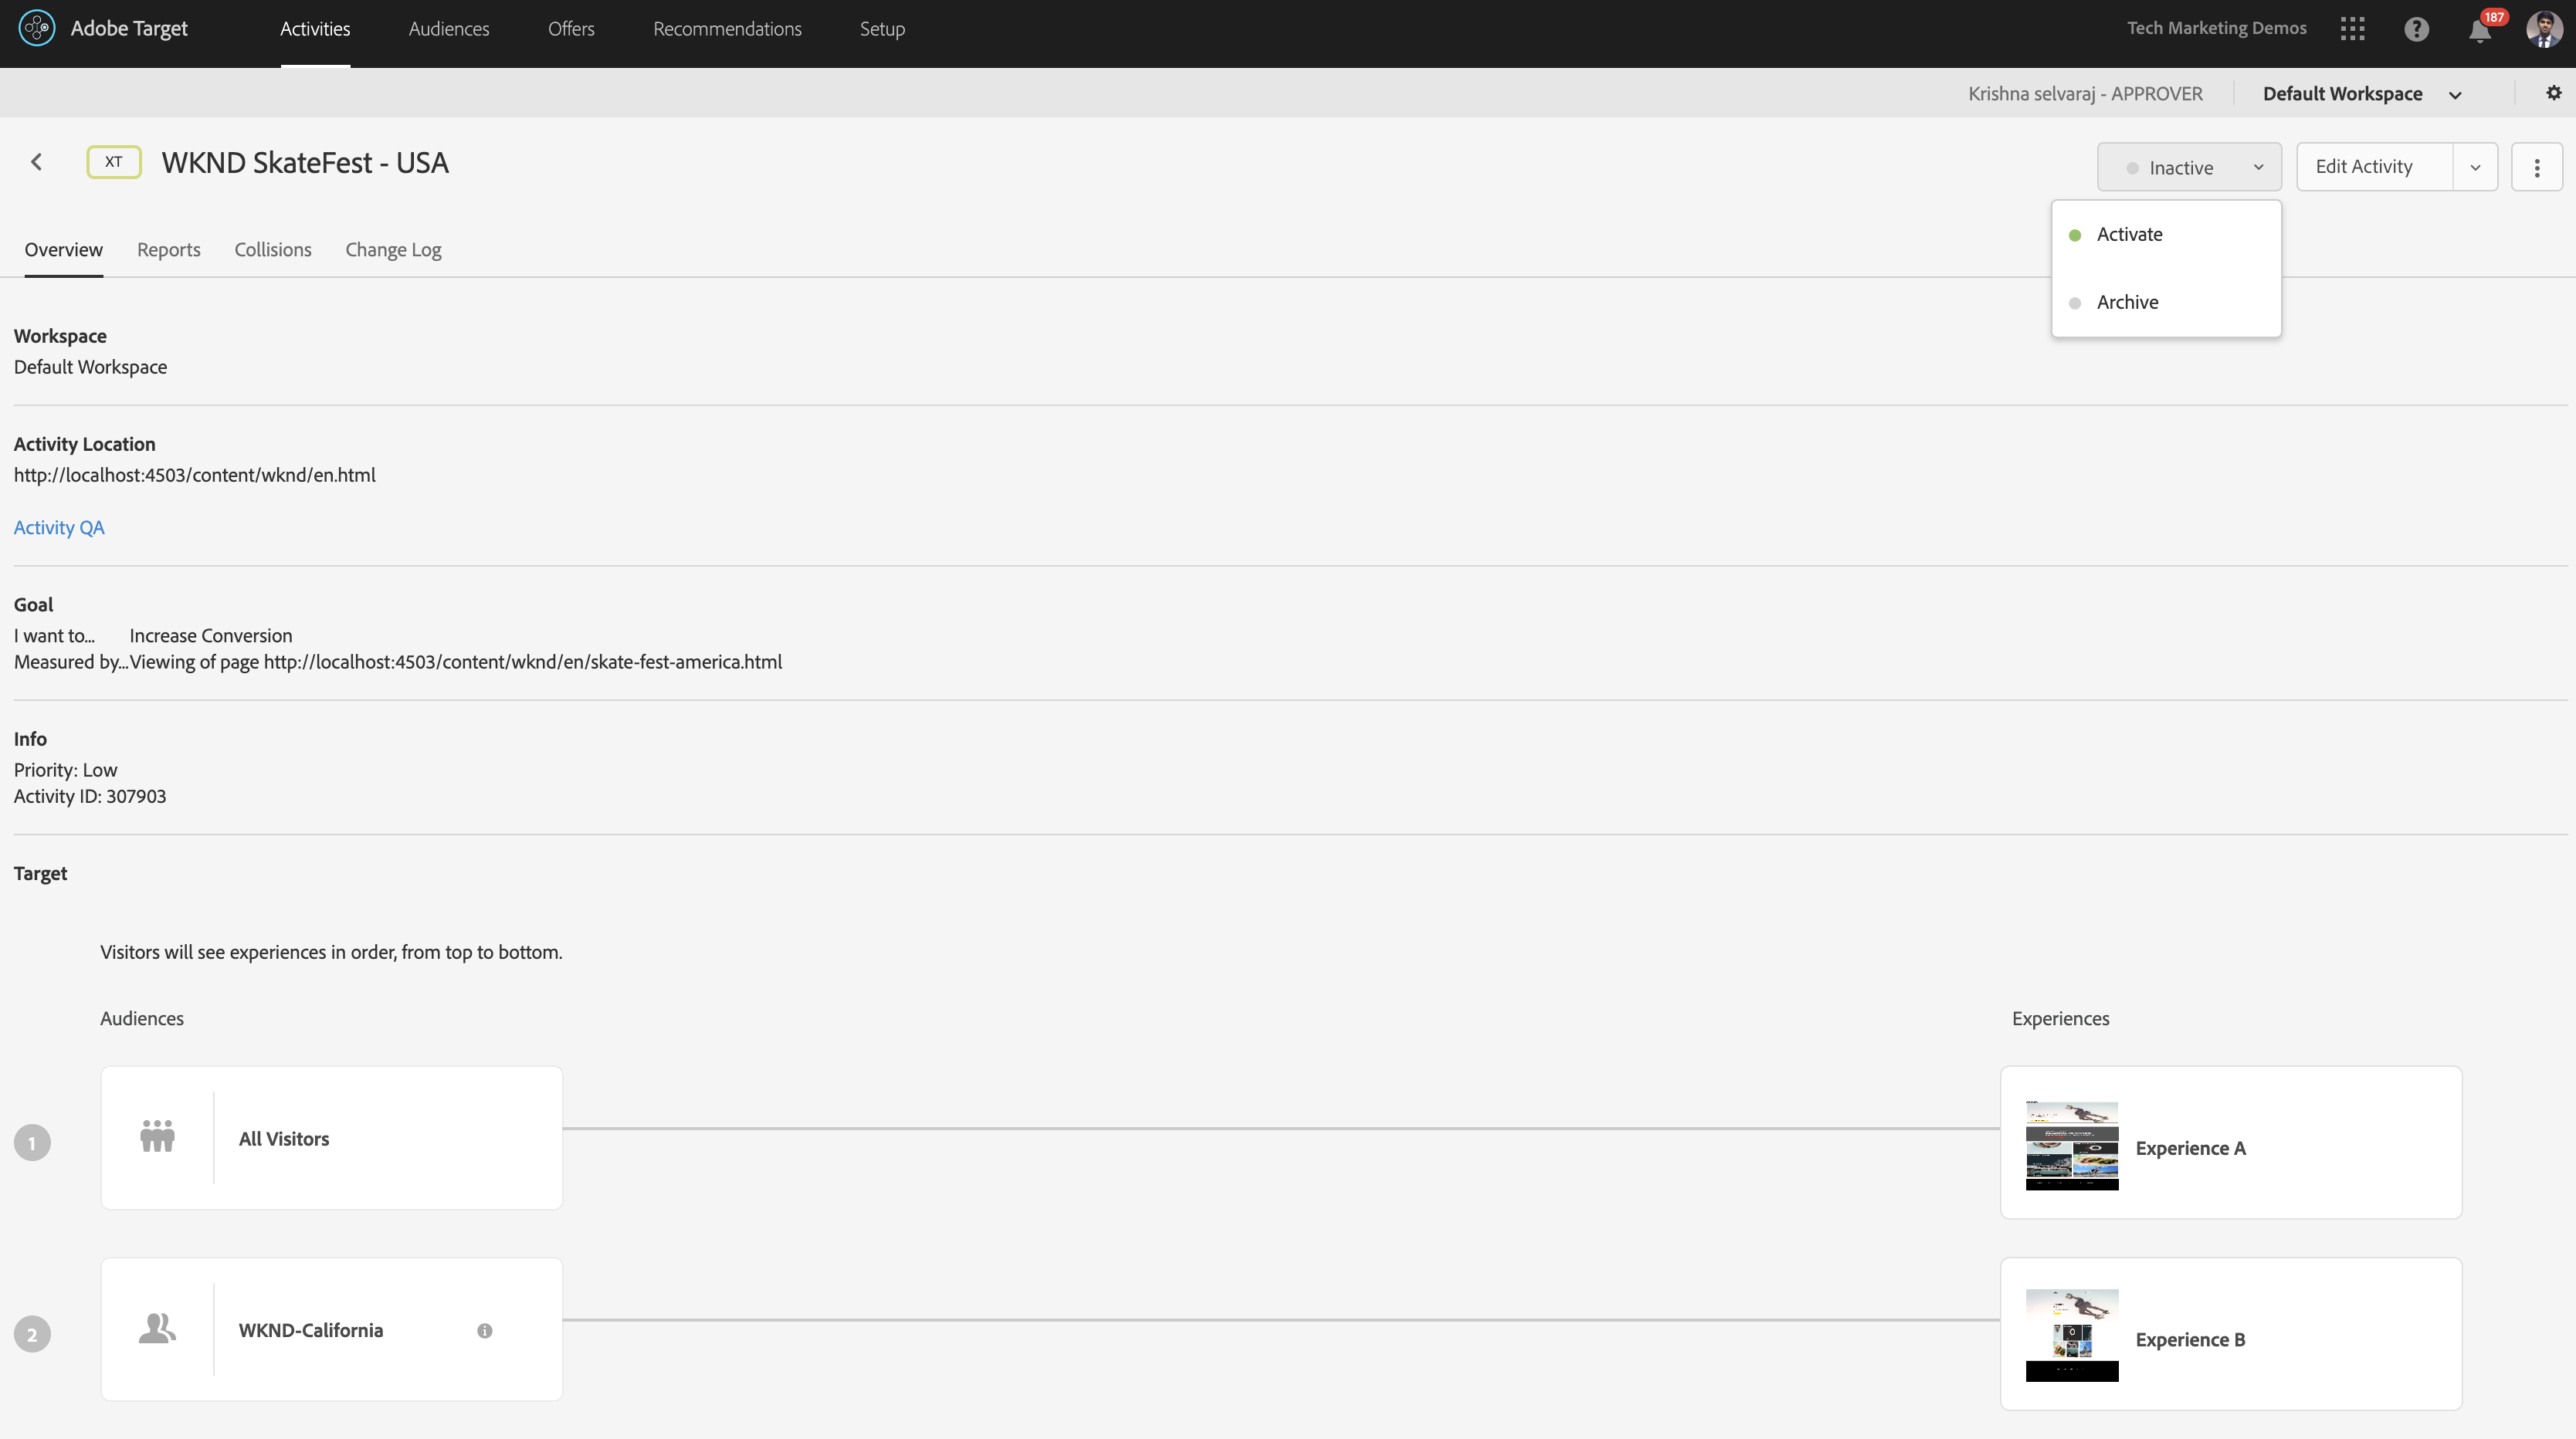 Adobe Target
Activities
Audiences
Offers
Recommendations
Setup
Tech Marketing Demos
187
Krishna selvaraj - APPROVER
Default Workspace
XT
WKND SkateFest - USA
Inactive
Edit Activity
Activate
Archive
Overview
Reports
Collisions
Change Log
Workspace
Default Workspace
Activity Location
http://localhost:4503/content/wknd/en.html
Activity QA
Goal
I want to... Increase Conversion
Measured by... Viewing of page http://localhost:4503/content/wknd/en/skate-fest-america.html
Info
Priority: Low
Activity ID: 307903
Target
Visitors will see experiences in order, from top to bottom.
Audiences
Experiences
1
All Visitors
Experience A
2
WKND-California
Experience B